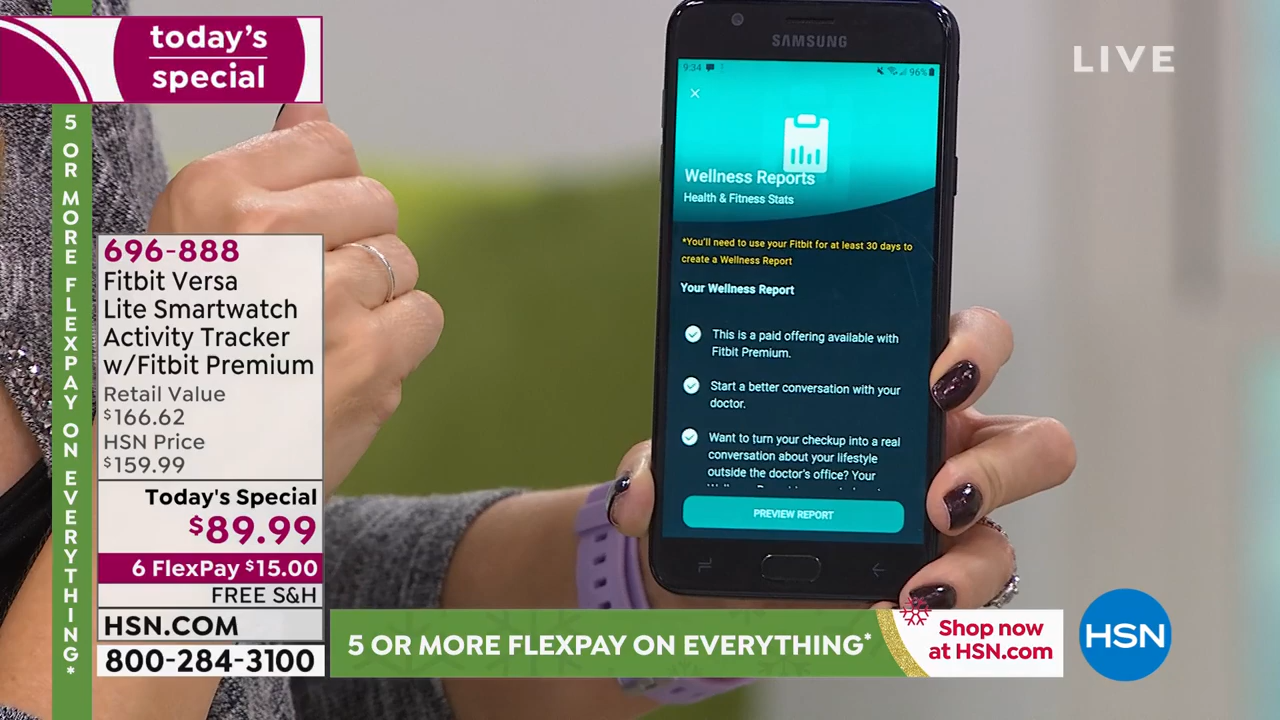 today's
special
LIVE
5 OR MORE FLEXPAY ON EVERYTHING*
696-888
Fitbit Versa
Lite Smartwatch
Activity Tracker
w/Fitbit Premium
Retail Value
$166.62
HSN Price
$159.99
Today's Special
$89.99
6 FlexPay $15.00
FREE S&H
HSN.COM
800-284-3100
SAMSUNG
9:34
96%
Wellness Reports
Health & Fitness Stats
*You'll need to use your Fitbit for at least 30 days to
create a Wellness Report
Your Wellness Report
This is a paid offering available with
Fitbit Premium.
Start a better conversation with your
doctor.
Want to turn your checkup into a real
conversation about your lifestyle
outside the doctor's office? Your
PREVIEW REPORT
5 OR MORE FLEXPAY ON EVERYTHING*
Shop now
at HSN.com
HSN